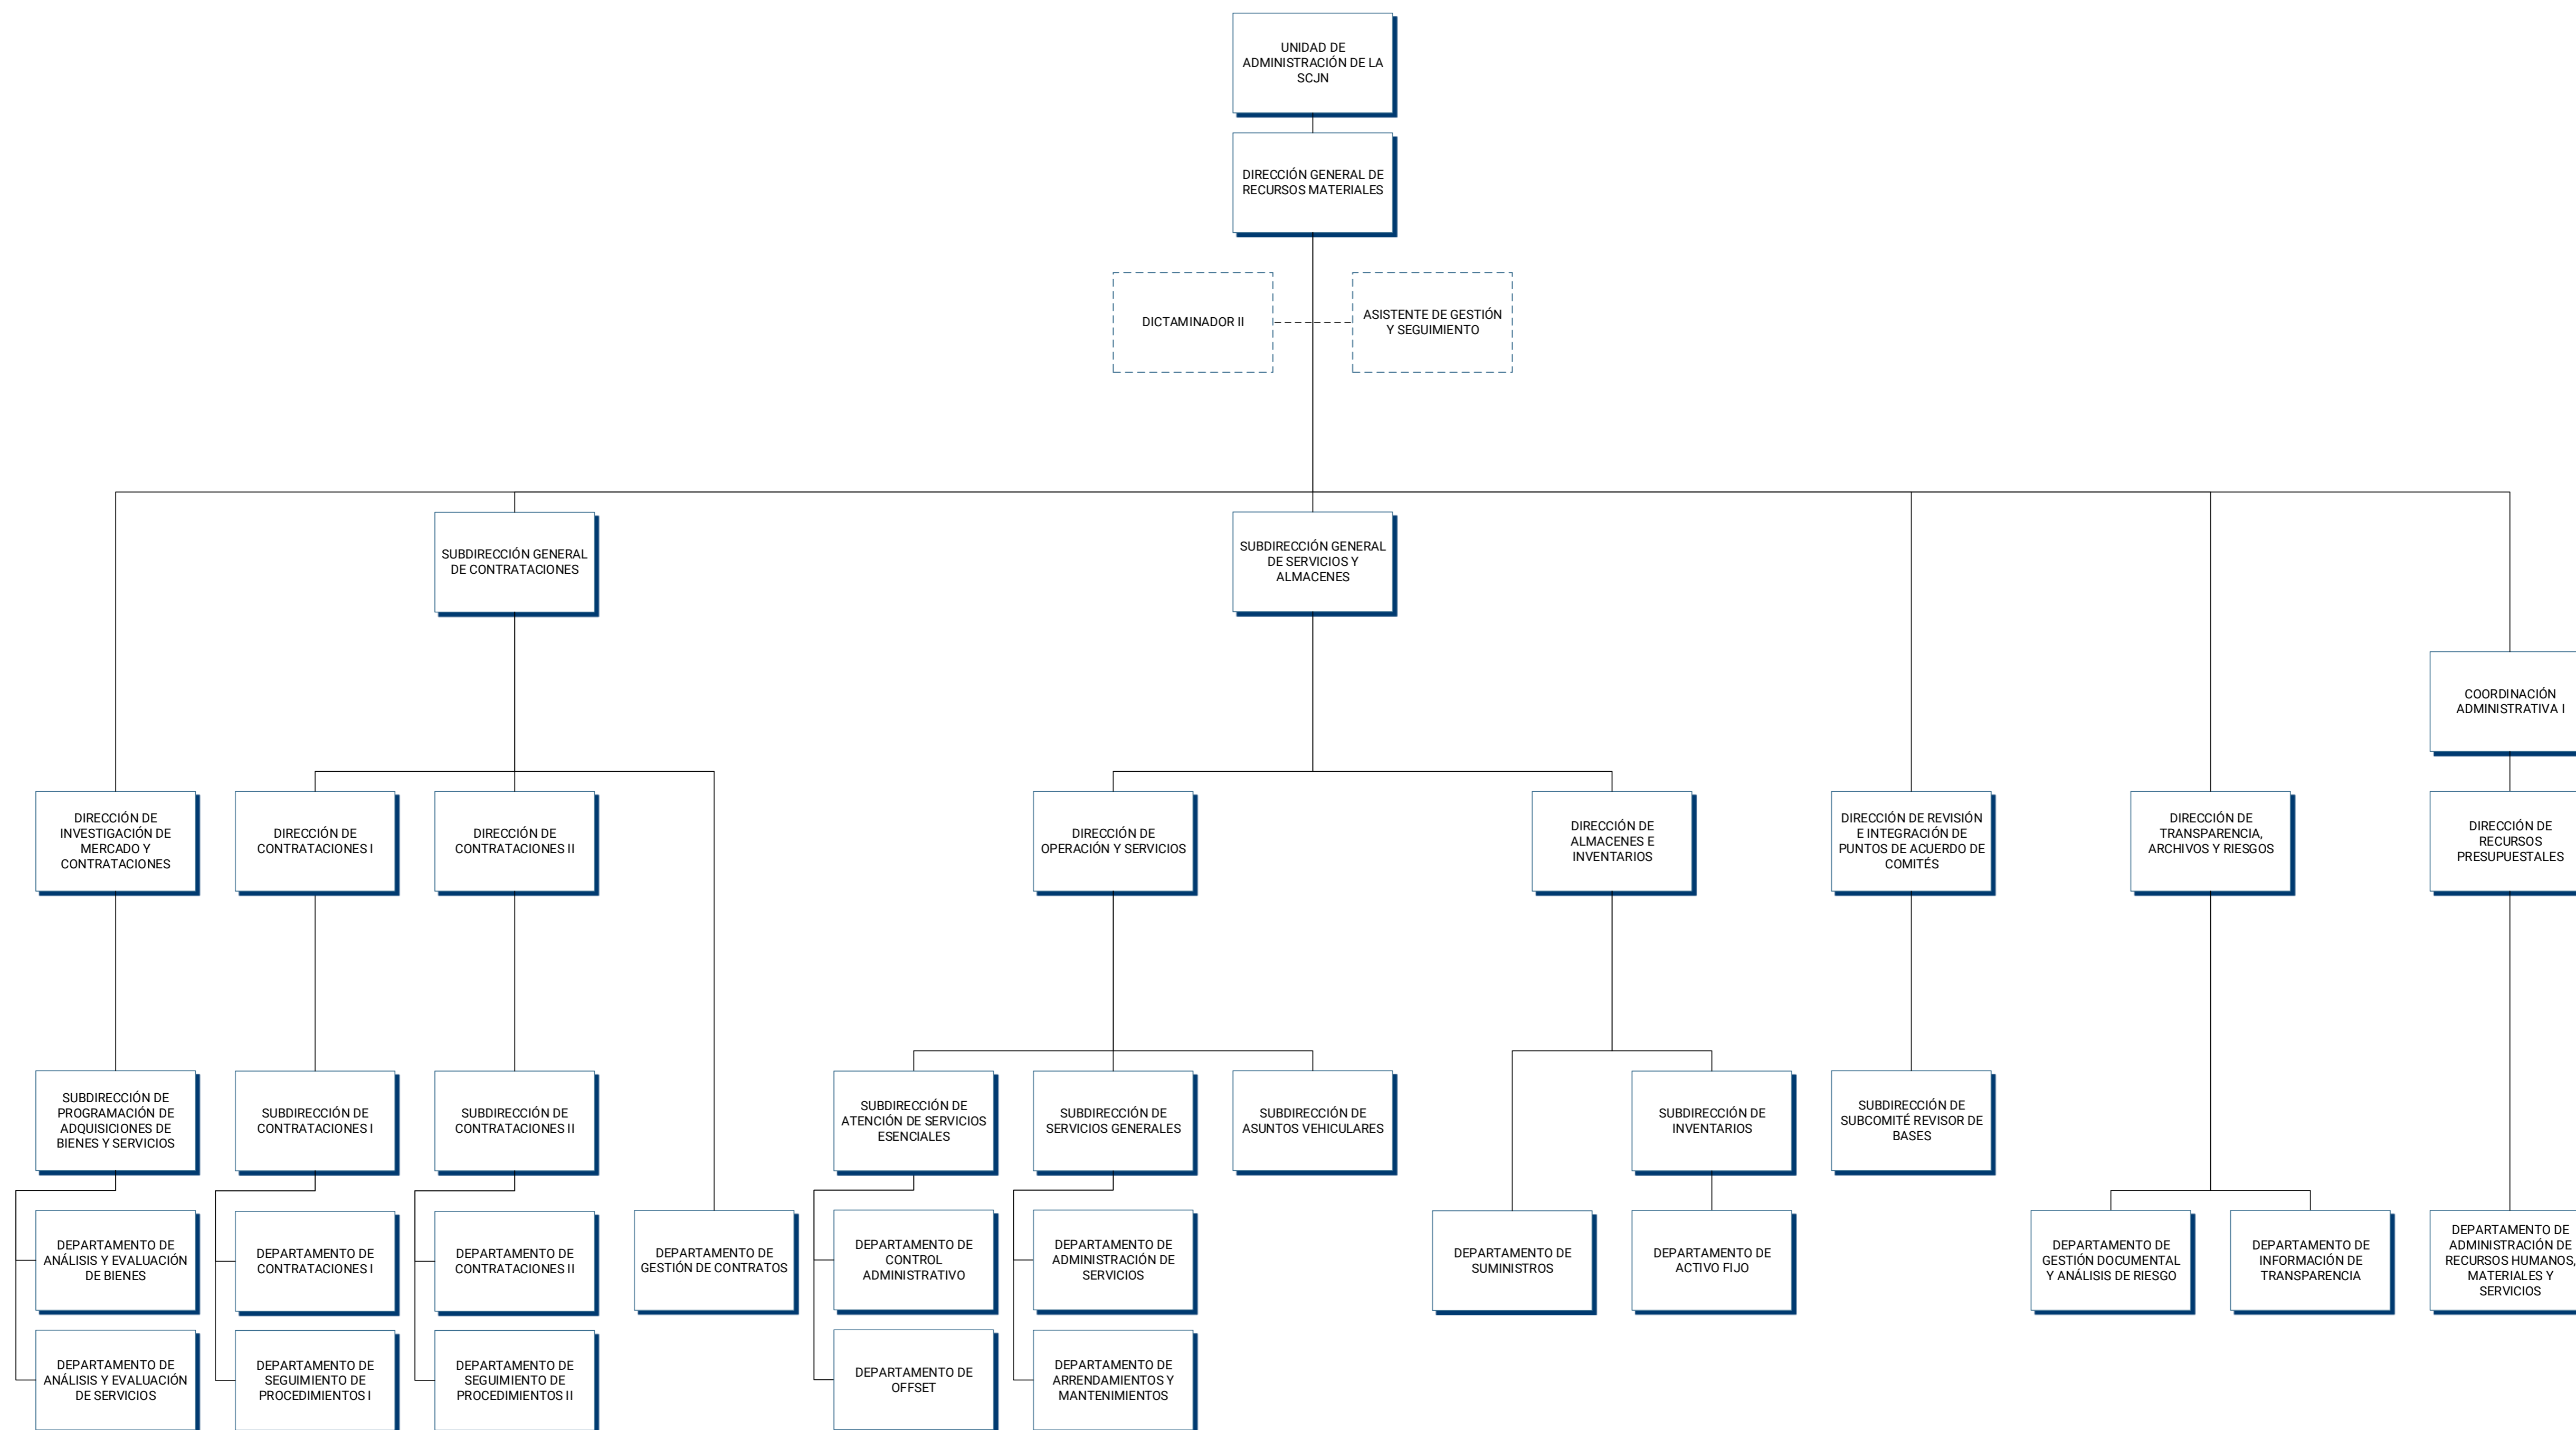 UNIDAD DE
ADMINISTRACIÓN DE LA
SCJN
DIRECCIÓN GENERAL DE
RECURSOS MATERIALES
DICTAMINADOR II
ASISTENTE DE GESTIÓN
Y SEGUIMIENTO
SUBDIRECCIÓN GENERAL
DE CONTRATACIONES
SUBDIRECCIÓN GENERAL
DE SERVICIOS Y
ALMACENES
COORDINACIÓN
ADMINISTRATIVA I
DIRECCIÓN DE
INVESTIGACIÓN DE
MERCADO Y
CONTRATACIONES
DIRECCIÓN DE
CONTRATACIONES I
DIRECCIÓN DE
CONTRATACIONES II
DIRECCIÓN DE
OPERACIÓN Y SERVICIOS
DIRECCIÓN DE
ALMACENES E
INVENTARIOS
DIRECCIÓN DE REVISIÓN
E INTEGRACIÓN DE
PUNTOS DE ACUERDO DE
COMITÉS
DIRECCIÓN DE
TRANSPARENCIA,
ARCHIVOS Y RIESGOS
DIRECCIÓN DE
RECURSOS
PRESUPUESTALES
SUBDIRECCIÓN DE
PROGRAMACIÓN DE
ADQUISICIONES DE
BIENES Y SERVICIOS
SUBDIRECCIÓN DE
CONTRATACIONES I
SUBDIRECCIÓN DE
CONTRATACIONES II
SUBDIRECCIÓN DE
ATENCIÓN DE SERVICIOS
ESENCIALES
SUBDIRECCIÓN DE
SERVICIOS GENERALES
SUBDIRECCIÓN DE
ASUNTOS VEHICULARES
SUBDIRECCIÓN DE
INVENTARIOS
SUBDIRECCIÓN DE
SUBCOMITÉ REVISOR DE
BASES
DEPARTAMENTO DE
ANÁLISIS Y EVALUACIÓN
DE BIENES
DEPARTAMENTO DE
CONTRATACIONES I
DEPARTAMENTO DE
CONTRATACIONES II
DEPARTAMENTO DE
GESTIÓN DE CONTRATOS
DEPARTAMENTO DE
CONTROL
ADMINISTRATIVO
DEPARTAMENTO DE
ADMINISTRACIÓN DE
SERVICIOS
DEPARTAMENTO DE
SUMINISTROS
DEPARTAMENTO DE
ACTIVO FIJO
DEPARTAMENTO DE
GESTIÓN DOCUMENTAL
Y ANÁLISIS DE RIESGO
DEPARTAMENTO DE
INFORMACIÓN DE
TRANSPARENCIA
DEPARTAMENTO DE
ADMINISTRACIÓN DE
RECURSOS HUMANOS,
MATERIALES Y
SERVICIOS
DEPARTAMENTO DE
ANÁLISIS Y EVALUACIÓN
DE SERVICIOS
DEPARTAMENTO DE
SEGUIMIENTO DE
PROCEDIMIENTOS I
DEPARTAMENTO DE
SEGUIMIENTO DE
PROCEDIMIENTOS II
DEPARTAMENTO DE
OFFSET
DEPARTAMENTO DE
ARRENDAMIENTOS Y
MANTENIMIENTOS